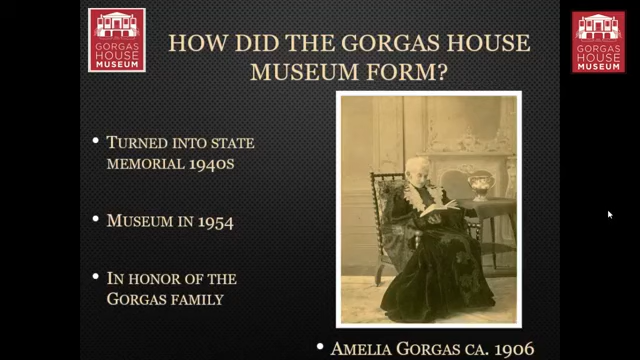 GORGAS
HOUSE
MUSEUM
HOW DID THE GORGAS HOUSE
MUSEUM FORM?
GORGAS
HOUSE
MUSEUM
• TURNED INTO STATE
MEMORIAL 1940S
• MUSEUM IN 1954
• IN HONOR OF THE
GORGAS FAMILY
• AMELIA GORGAS CA. 1906